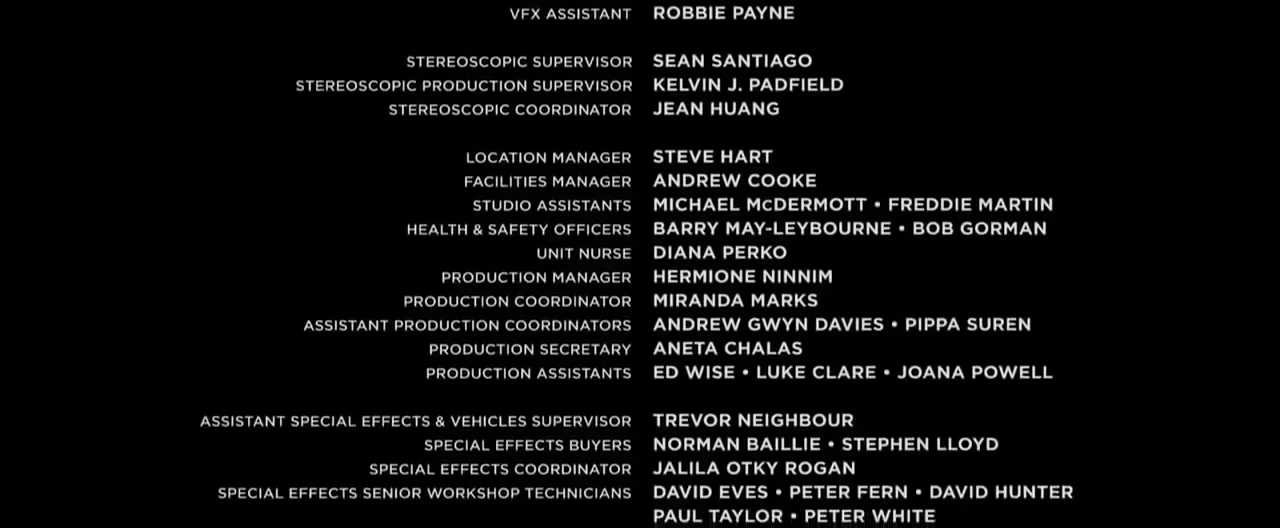 VFX ASSISTANT ROBBIE PAYNE
STEREOSCOPIC SUPERVISOR SEAN SANTIAGO
STEREOSCOPIC PRODUCTION SUPERVISOR KELVIN J. PADFIELD
STEREOSCOPIC COORDINATOR JEAN HUANG
LOCATION MANAGER STEVE HART
FACILITIES MANAGER ANDREW COOKE
STUDIO ASSISTANTS MICHAEL McDERMOTT • FREDDIE MARTIN
HEALTH & SAFETY OFFICERS BARRY MAY-LEYBOURNE • BOB GORMAN
UNIT NURSE DIANA PERKO
PRODUCTION MANAGER HERMIONE NINNIM
PRODUCTION COORDINATOR MIRANDA MARKS
ASSISTANT PRODUCTION COORDINATORS ANDREW GWYN DAVIES • PIPPA SUREN
PRODUCTION SECRETARY ANETA CHALAS
PRODUCTION ASSISTANTS ED WISE • LUKE CLARE • JOANA POWELL
ASSISTANT SPECIAL EFFECTS & VEHICLES SUPERVISOR TREVOR NEIGHBOUR
SPECIAL EFFECTS BUYERS NORMAN BAILLIE • STEPHEN LLOYD
SPECIAL EFFECTS COORDINATOR JALILA OTKY ROGAN
SPECIAL EFFECTS SENIOR WORKSHOP TECHNICIANS DAVID EVES • PETER FERN • DAVID HUNTER
PAUL TAYLOR • PETER WHITE